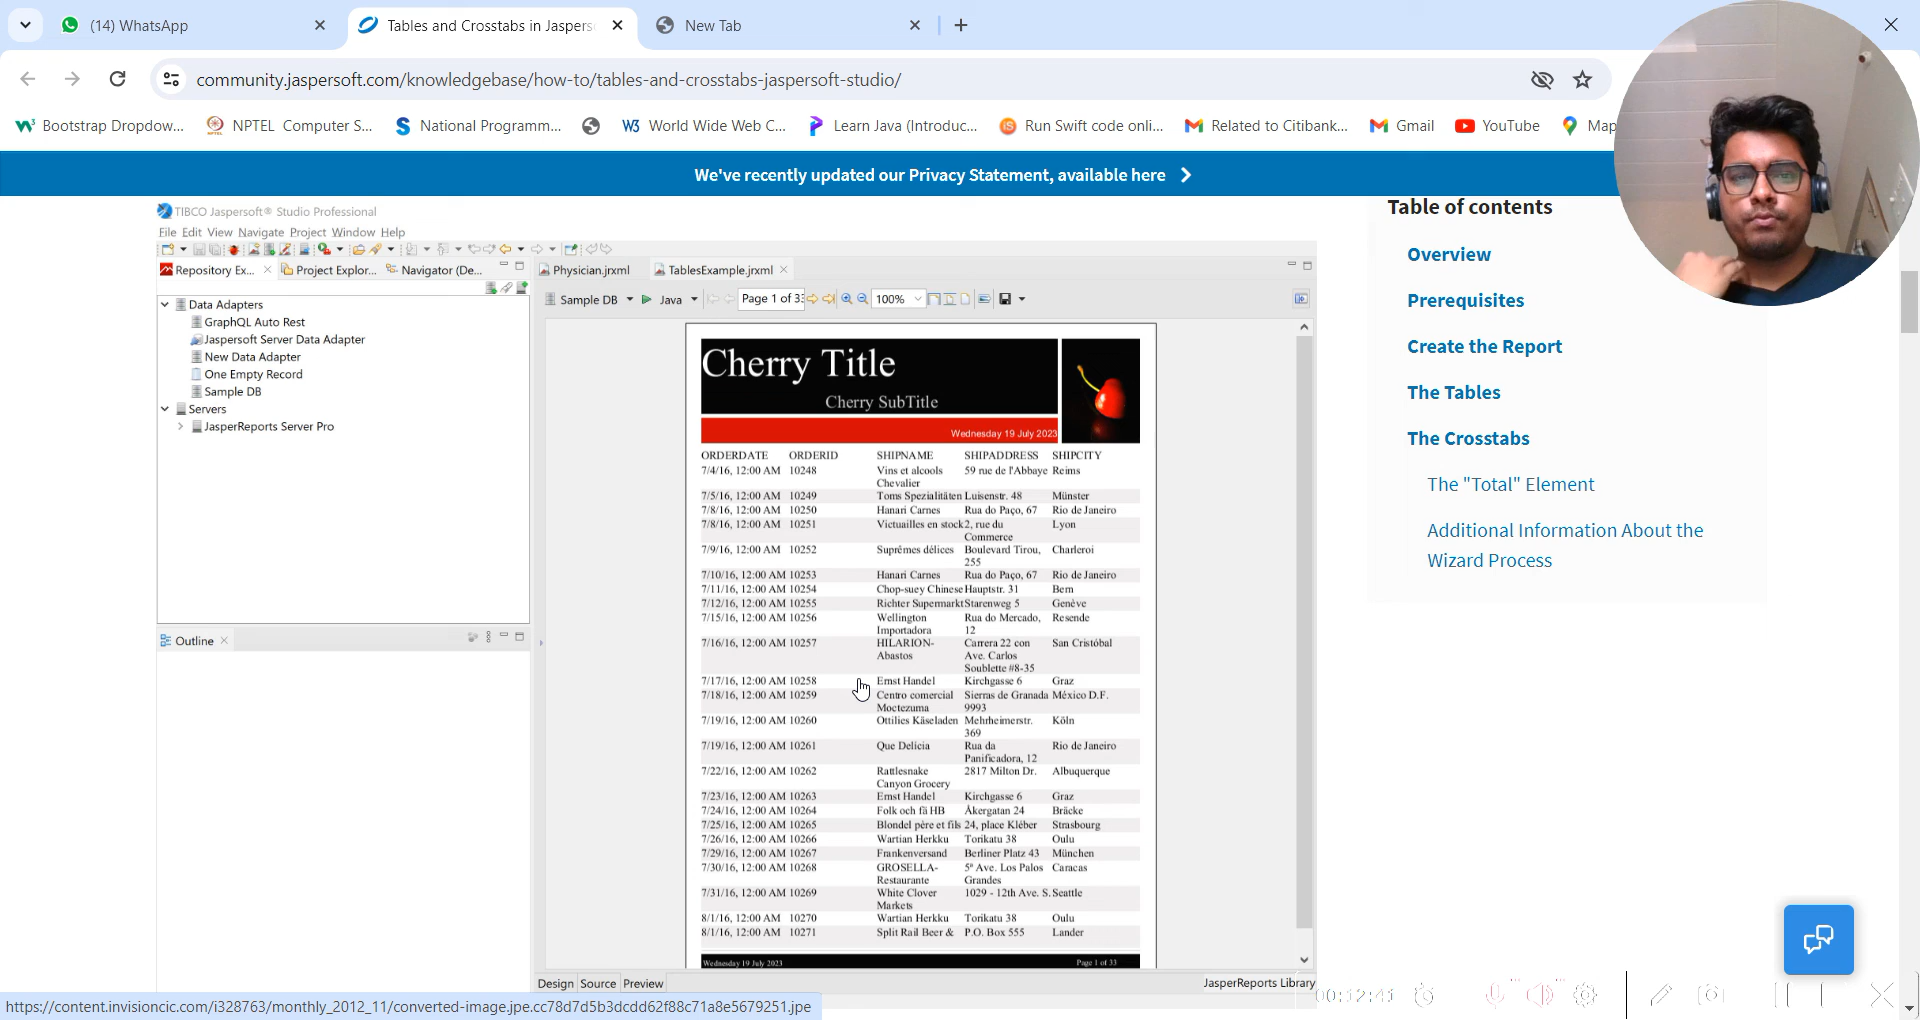 (14) WhatsApp
Tables and Crosstabs in Jaspers
New Tab
community.jaspersoft.com/knowledgebase/how-to/tables-and-crosstabs-jaspersoft-studio/
Bootstrap Dropdow... NPTEL Computer S... National Programm... World Wide Web C... Learn Java (Introduc... Run Swift code onli... Related to Citibank... Gmail YouTube Map
We've recently updated our Privacy Statement, available here
TIBCO Jaspersoft® Studio Professional
File Edit View Navigate Project Window Help
Repository Ex... Project Explor... Navigator (De...
Data Adapters
GraphQL Auto Rest
Jaspersoft Server Data Adapter
New Data Adapter
One Empty Record
Sample DB
Servers
JasperReports Server Pro
Outline
Physician.jrxml TablesExample.jrxml
Sample DB Java Page 1 of 33 100%
Cherry Title
Cherry SubTitle
Wednesday 19 July 2023
ORDERDATE ORDERID SHIPNAME SHIPADDRESS SHIPCITY
7/4/16, 12:00 AM 10248 Vins et alcools 59 rue de l'Abbaye Reims
Chevalier
7/5/16, 12:00 AM 10249 Toms Spezialitäten Luisenstr. 48 Münster
7/8/16, 12:00 AM 10250 Hanari Carnes Rua do Paço, 67 Rio de Janeiro
7/8/16, 12:00 AM 10251 Victuailles en stock 2, rue du Lyon
Commerce
7/9/16, 12:00 AM 10252 Suprêmes délices Boulevard Tirou, Charleroi
255
7/10/16, 12:00 AM 10253 Hanari Carnes Rua do Paço, 67 Rio de Janeiro
7/11/16, 12:00 AM 10254 Chop-suey Chinese Hauptstr. 31 Bern
7/12/16, 12:00 AM 10255 Richter Supermarkt Starenweg 5 Genève
7/15/16, 12:00 AM 10256 Wellington Rua do Mercado, Resende
Importadora 12
7/16/16, 12:00 AM 10257 HILARION- Carrera 22 con San Cristóbal
Abastos Ave. Carlos
Soublette #8-35
7/17/16, 12:00 AM 10258 Ernst Handel Kirchgasse 6 Graz
7/18/16, 12:00 AM 10259 Centro comercial Sierras de Granada México D.F.
Moctezuma 9993
7/19/16, 12:00 AM 10260 Ottilies Käseladen Mehrheimerstr. Köln
369
7/19/16, 12:00 AM 10261 Que Delícia Rua da Rio de Janeiro
Panificadora, 12
7/22/16, 12:00 AM 10262 Rattlesnake 2817 Milton Dr. Albuquerque
Canyon Grocery
7/23/16, 12:00 AM 10263 Ernst Handel Kirchgasse 6 Graz
7/24/16, 12:00 AM 10264 Folk och fä HB Åkergatan 24 Bräcke
7/25/16, 12:00 AM 10265 Blondel père et fils 24, place Kléber Strasbourg
7/26/16, 12:00 AM 10266 Wartian Herkku Torikatu 38 Oulu
7/29/16, 12:00 AM 10267 Frankenversand Berliner Platz 43 München
7/30/16, 12:00 AM 10268 GROSELLA- 5ª Ave. Los Palos Caracas
Restaurante Grandes
7/31/16, 12:00 AM 10269 White Clover 1029 - 12th Ave. S. Seattle
Markets
8/1/16, 12:00 AM 10270 Wartian Herkku Torikatu 38 Oulu
8/1/16, 12:00 AM 10271 Split Rail Beer & P.O. Box 555 Lander
Wednesday 19 July 2023 Page 1 of 33
Design Source Preview JasperReports Library
Table of contents
Overview
Prerequisites
Create the Report
The Tables
The Crosstabs
The "Total" Element
Additional Information About the
Wizard Process
https://content.invisioncic.com/i328763/monthly_2012_11/converted-image.jpe.cc78d7d5b3dcdd62f88c71a8e5679251.jpe
00:12:41